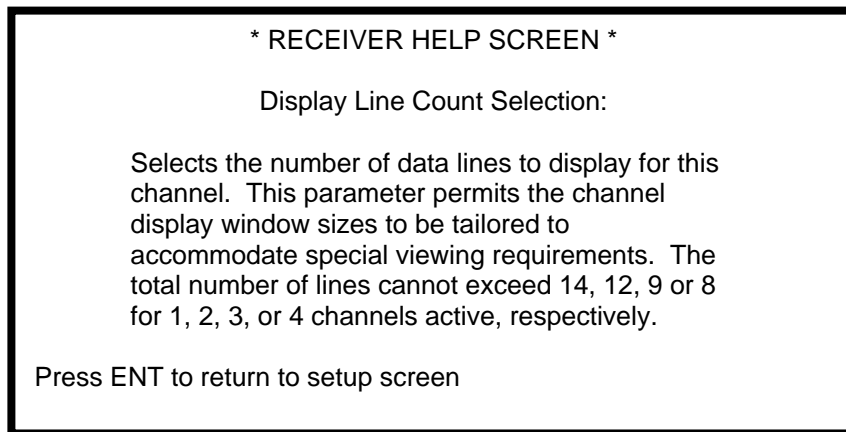 * RECEIVER HELP SCREEN *
Display Line Count Selection:
Selects the number of data lines to display for this
channel.  This parameter permits the channel
display window sizes to be tailored to
accommodate special viewing requirements.  The
total number of lines cannot exceed 14, 12, 9 or 8
for 1, 2, 3, or 4 channels active, respectively.
Press ENT to return to setup screen